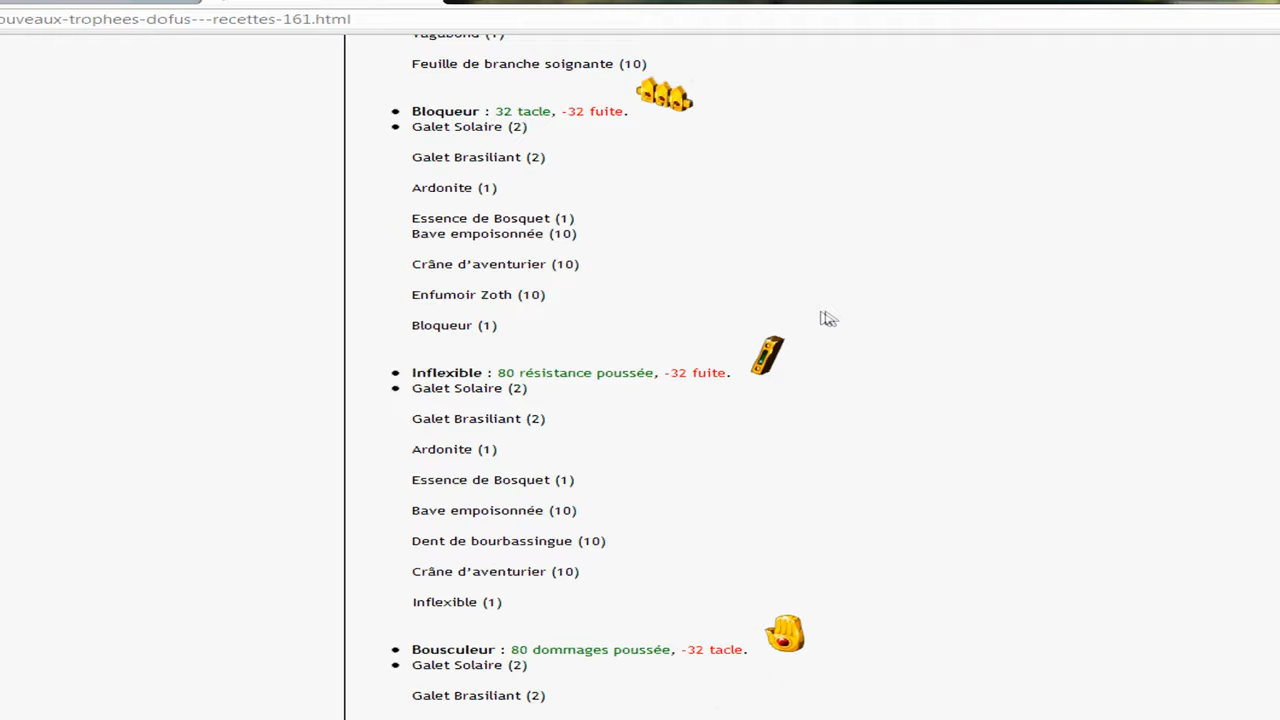 ouveaux-trophees-dofus---recettes-161.html
Vagabond (1)
Feuille de branche soignante (10)
Bloqueur : 32 tacle, -32 fuite.
Galet Solaire (2)
Galet Brasiliant (2)
Ardonite (1)
Essence de Bosquet (1)
Bave empoisonnée (10)
Crâne d’aventurier (10)
Enfumoir Zoth (10)
Bloqueur (1)
Inflexible : 80 résistance poussée, -32 fuite.
Galet Solaire (2)
Galet Brasiliant (2)
Ardonite (1)
Essence de Bosquet (1)
Bave empoisonnée (10)
Dent de bourbassingue (10)
Crâne d’aventurier (10)
Inflexible (1)
Bousculeur : 80 dommages poussée, -32 tacle.
Galet Solaire (2)
Galet Brasiliant (2)